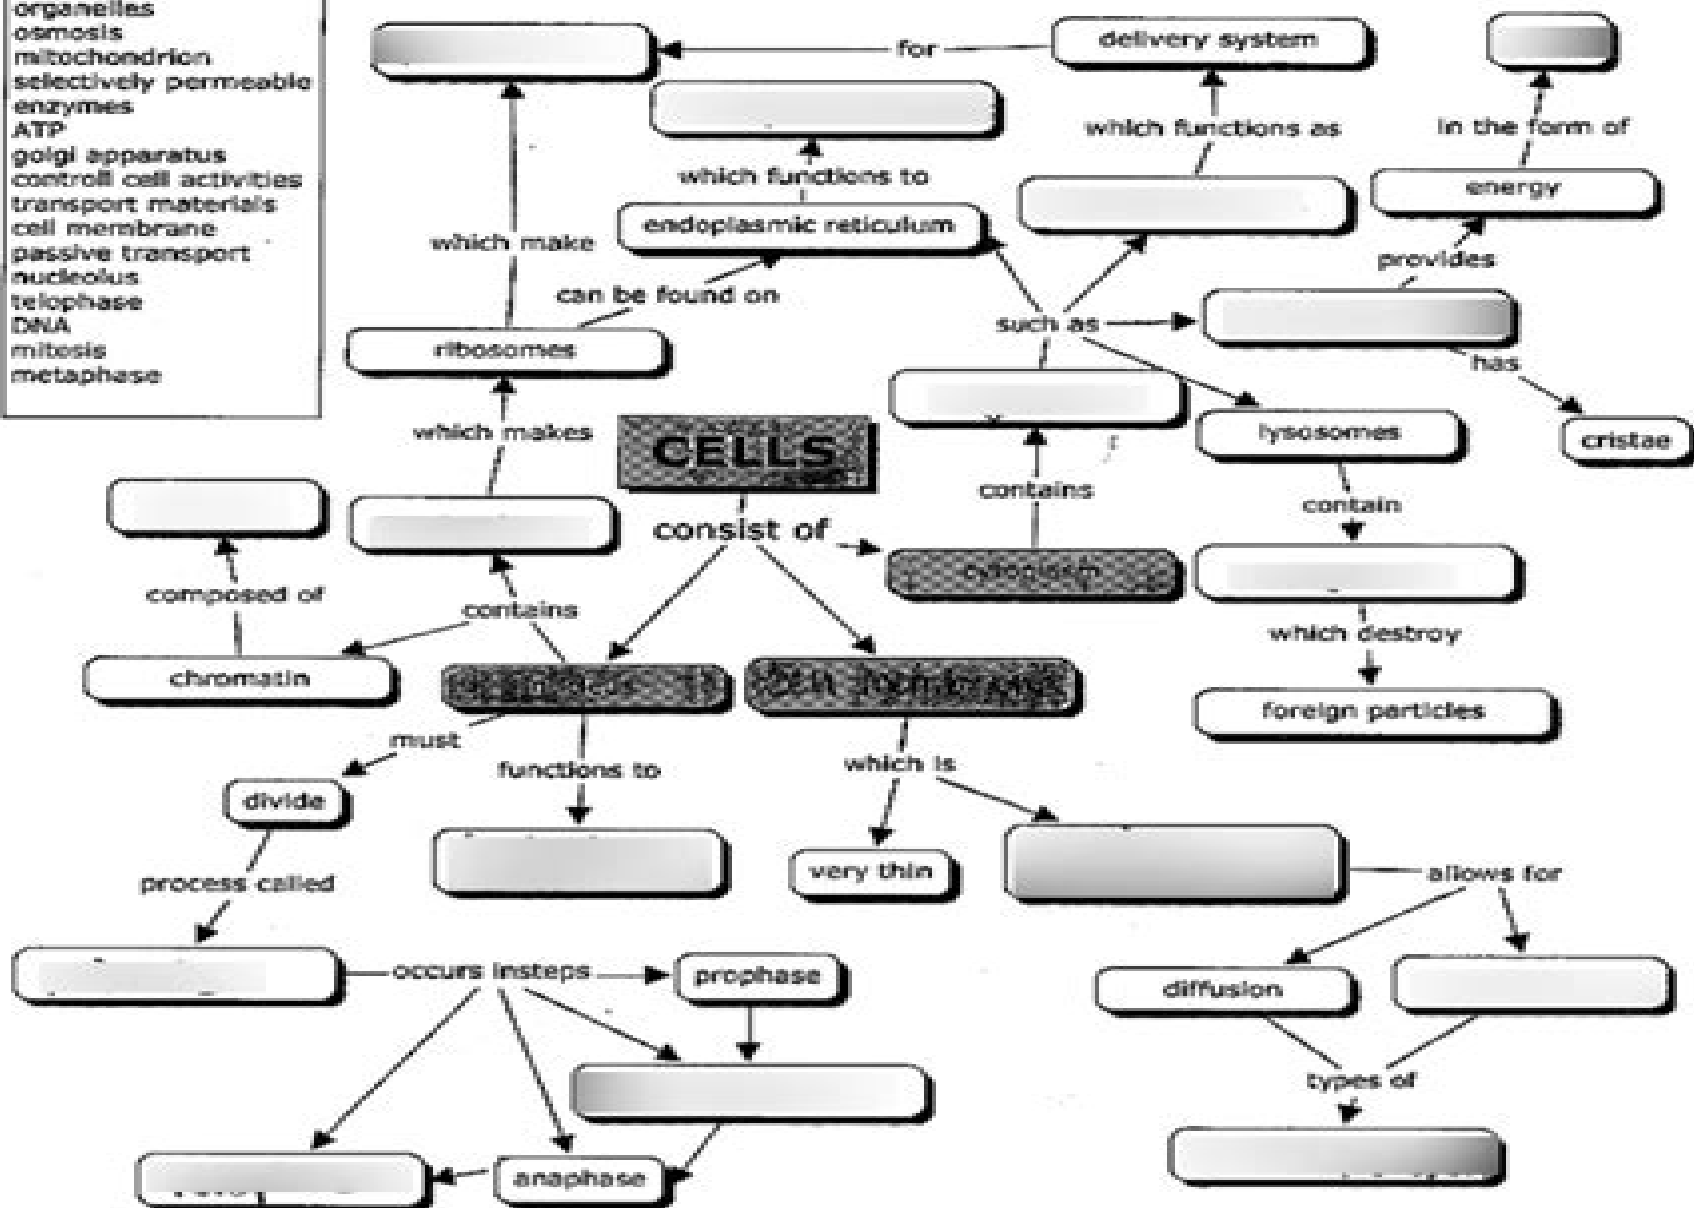 organelles
osmosis
mitochondrion
selectively permeable
enzymes
ATP
golgi apparatus
controll cell activities
transport materials
cell membrane
passive transport
nucleolus
telophase
DNA
mitosis
metaphase
for
delivery system
which functions as
in the form of
which functions to
energy
endoplasmic reticulum
which make
provides
can be found on
such as
ribosomes
has
which makes
CELLS
lysosomes
cristae
contains
contain
consist of
cytoplasm
composed of
contains
which destroy
chromatin
cell membrane
foreign particles
must
functions to
which is
divide
very thin
allows for
process called
occurs insteps
prophase
diffusion
types of
anaphase